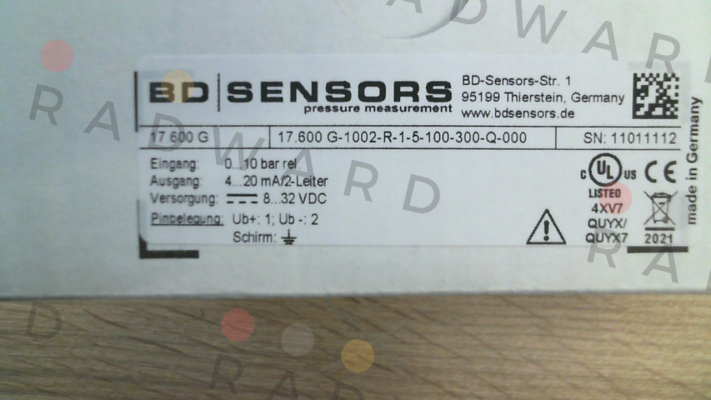 BD SENSORS
pressure measurement
BD-Sensors-Str. 1
95199 Thierstein, Germany
www.bdsensors.de
17.600 G
17.600 G-1002-R-1-5-100-300-Q-000
SN: 11011112
Eingang: 0...10 bar rel.
Ausgang: 4...20 mA/2-Leiter
Versorgung: 8...32 VDC
Pinbelegung: Ub+: 1; Ub -: 2
Schirm:
c UL US CE
LISTED
4XV7
QUYX/
QUYX7
2021
made in Germany
RADWARD
RADWARD
RADWARD
RA
D